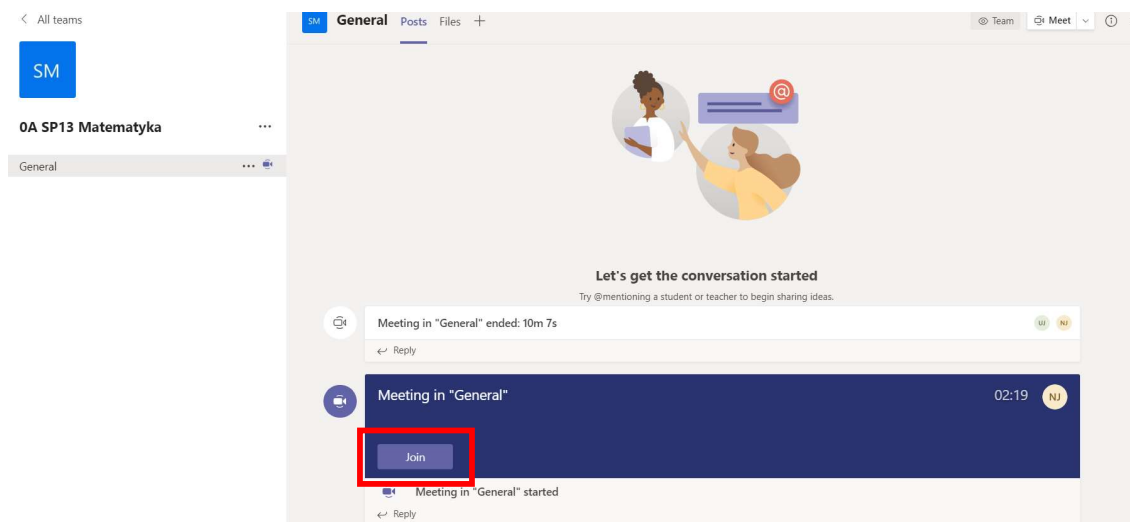 All teams
SM
0A SP13 Matematyka
General
SM General Posts Files +
Team Meet
@
Let's get the conversation started
Try @mentioning a student or teacher to begin sharing ideas.
Meeting in "General" ended: 10m 7s
UJ NJ
Reply
Meeting in "General"
02:19 NJ
Join
Meeting in "General" started
Reply